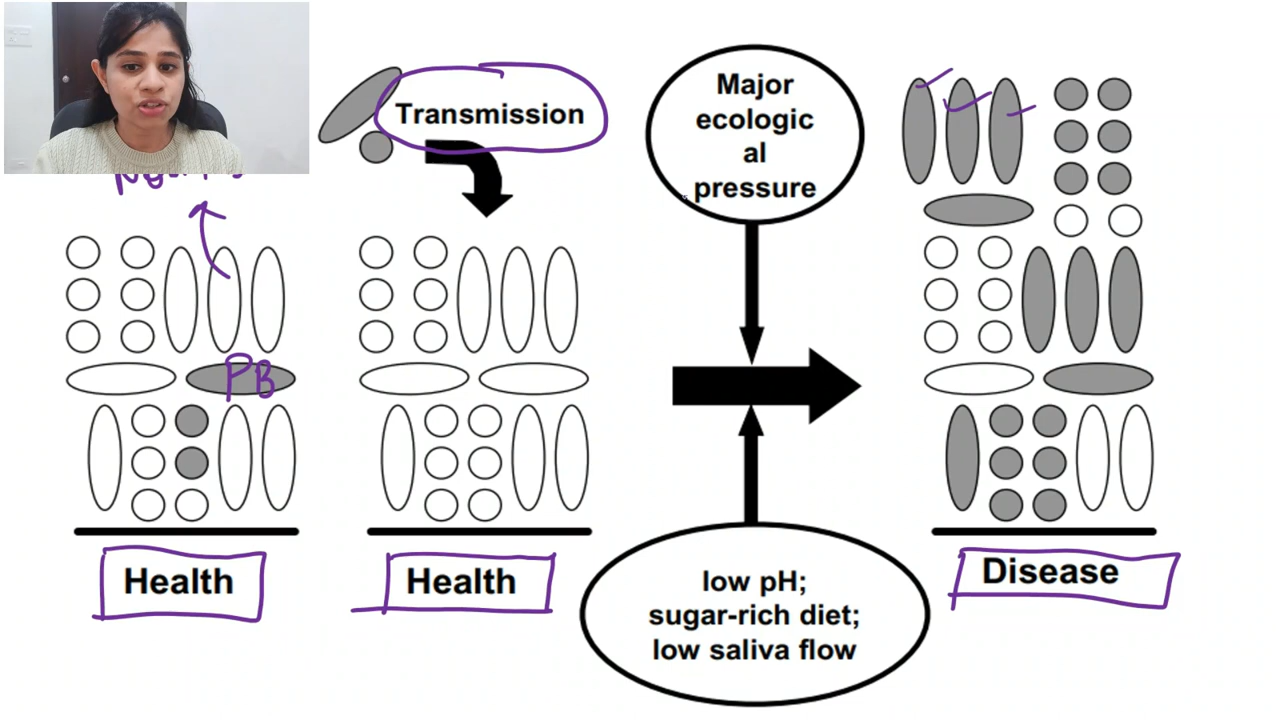 Transmission
Major
ecologic
al
pressure
PB
Health
Health
low pH;
sugar-rich diet;
low saliva flow
Disease